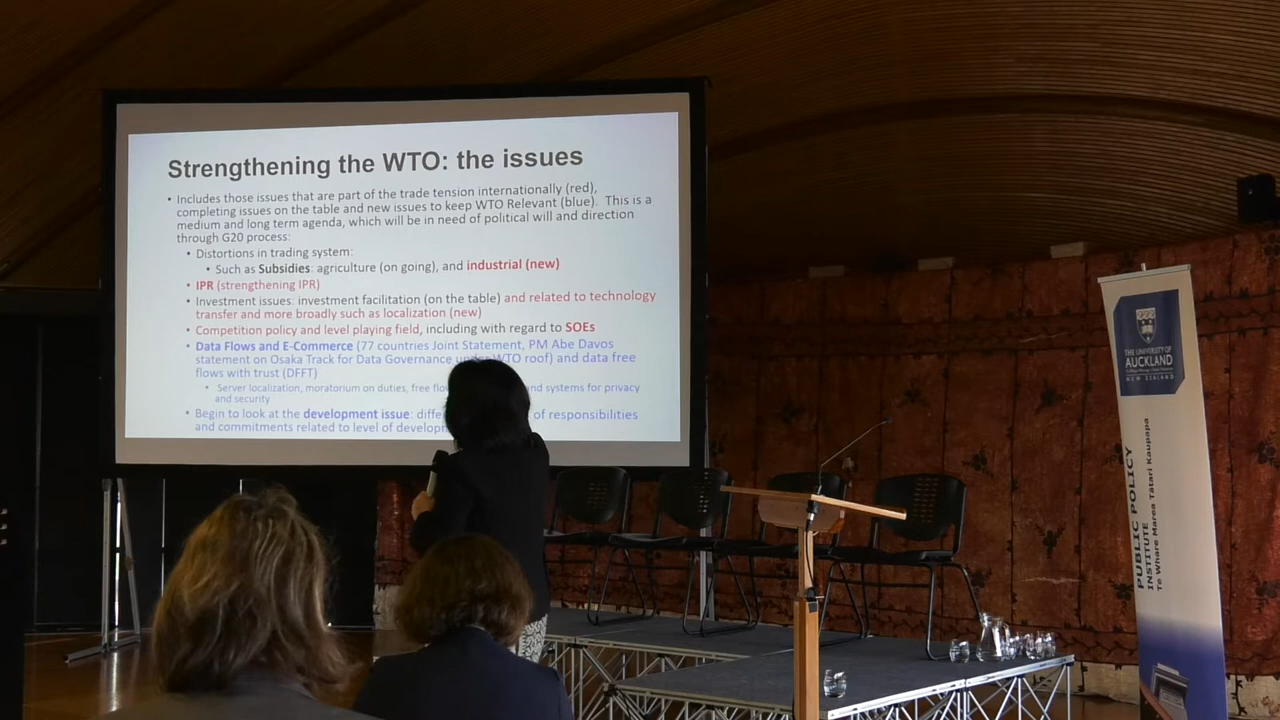 Strengthening the WTO: the issues
• Includes those issues that are part of the trade tension internationally (red),
completing issues on the table and new issues to keep WTO Relevant (blue). This is a
medium and long term agenda, which will be in need of political will and direction
through G20 process:
• Distortions in trading system:
• Such as Subsidies: agriculture (on going), and industrial (new)
• IPR (strengthening IPR)
• Investment issues: investment facilitation (on the table) and related to technology
transfer and more broadly such as localization (new)
• Competition policy and level playing field, including with regard to SOEs
• Data Flows and E-Commerce (77 countries Joint Statement, PM Abe Davos
statement on Osaka Track for Data Governance under WTO roof) and data free
flows with trust (DFFT)
• Server localization, moratorium on duties, free and systems for privacy
and security
• Begin to look at the development issue: of responsibilities
and commitments related to level of
THE UNIVERSITY OF
AUCKLAND
NEW ZEALAND
PUBLIC POLICY
INSTITUTE
Te Whare Marea Tātari Kaupapa